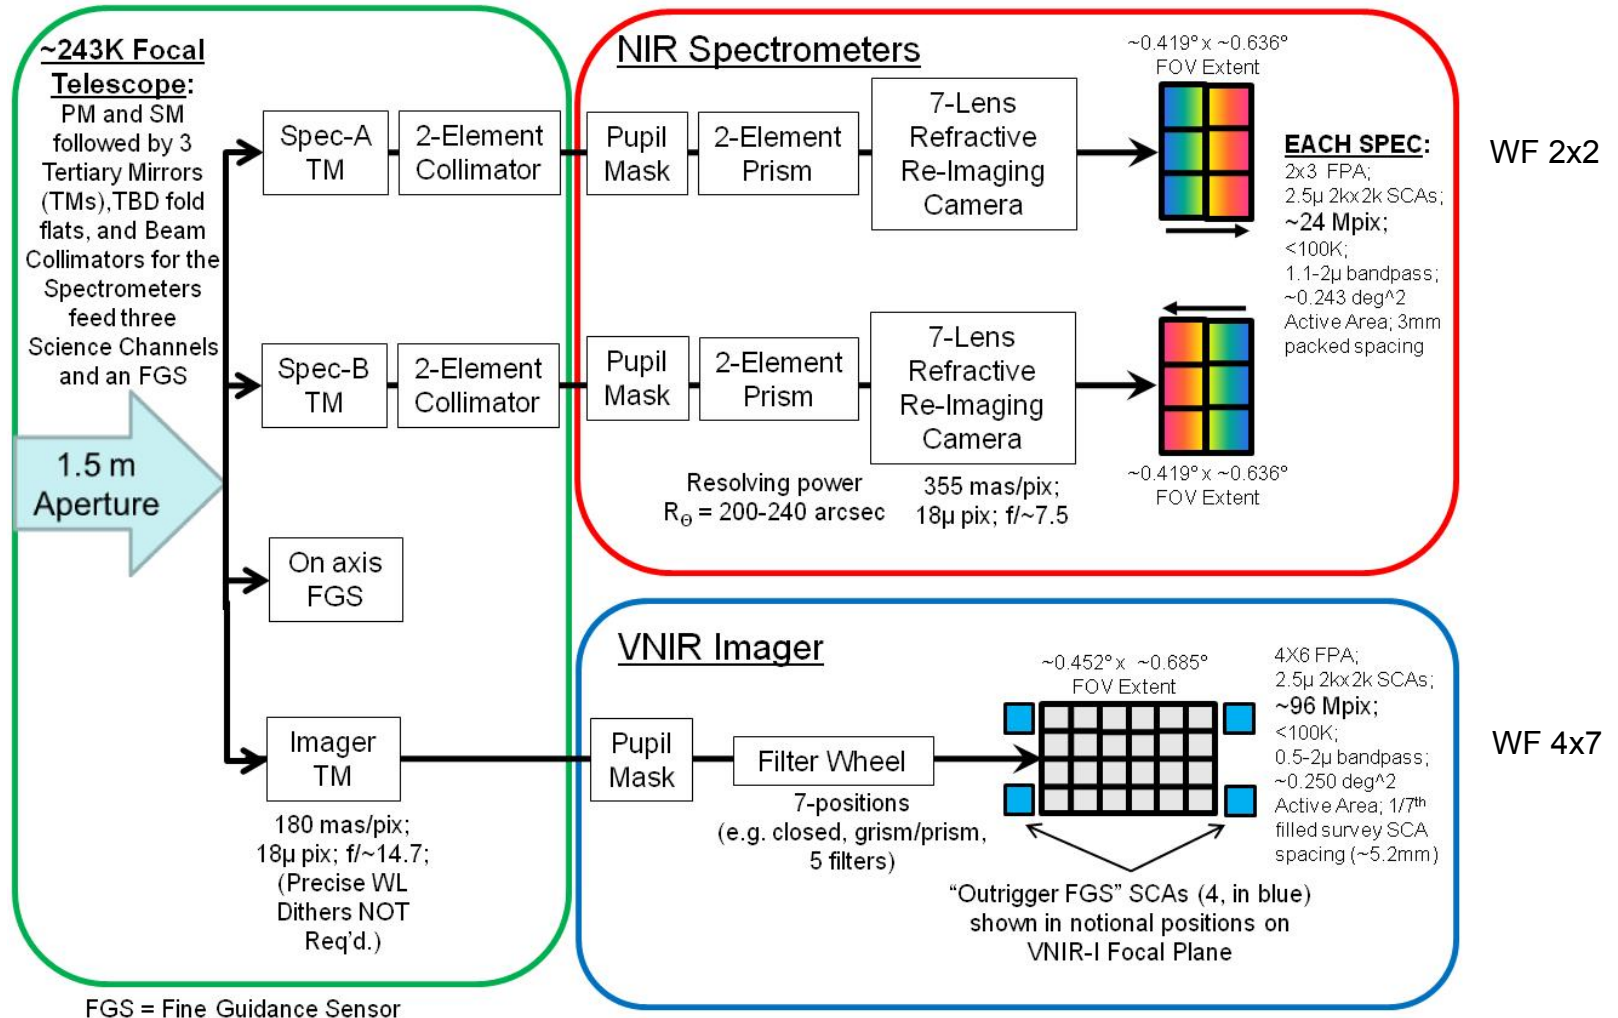 ~243K Focal
Telescope:
PM and SM
followed by 3
Tertiary Mirrors
(TMs),TBD fold
flats, and Beam
Collimators for the
Spectrometers
feed three
Science Channels
and an FGS
1.5 m
Aperture
Spec-A
TM
2-Element
Collimator
Spec-B
TM
2-Element
Collimator
On axis
FGS
Imager
TM
180 mas/pix;
18µ pix; f/~14.7;
(Precise WL
Dithers NOT
Req'd.)
FGS = Fine Guidance Sensor
NIR Spectrometers
Pupil
Mask
2-Element
Prism
7-Lens
Refractive
Re-Imaging
Camera
~0.419° x ~0.636°
FOV Extent
EACH SPEC:
2x3 FPA;
2.5µ 2kx2k SCAs;
~24 Mpix;
<100K;
1.1-2µ bandpass;
~0.243 deg^2
Active Area; 3mm
packed spacing
WF 2x2
Pupil
Mask
2-Element
Prism
7-Lens
Refractive
Re-Imaging
Camera
~0.419° x ~0.636°
FOV Extent
Resolving power
RΘ = 200-240 arcsec
355 mas/pix;
18µ pix; f/~7.5
VNIR Imager
Pupil
Mask
Filter Wheel
7-positions
(e.g. closed, grism/prism,
5 filters)
~0.452° x ~0.685°
FOV Extent
"Outrigger FGS" SCAs (4, in blue)
shown in notional positions on
VNIR-I Focal Plane
4X6 FPA;
2.5µ 2kx2k SCAs;
~96 Mpix;
<100K;
0.5-2µ bandpass;
~0.250 deg^2
Active Area; 1/7th
filled survey SCA
spacing (~5.2mm)
WF 4x7